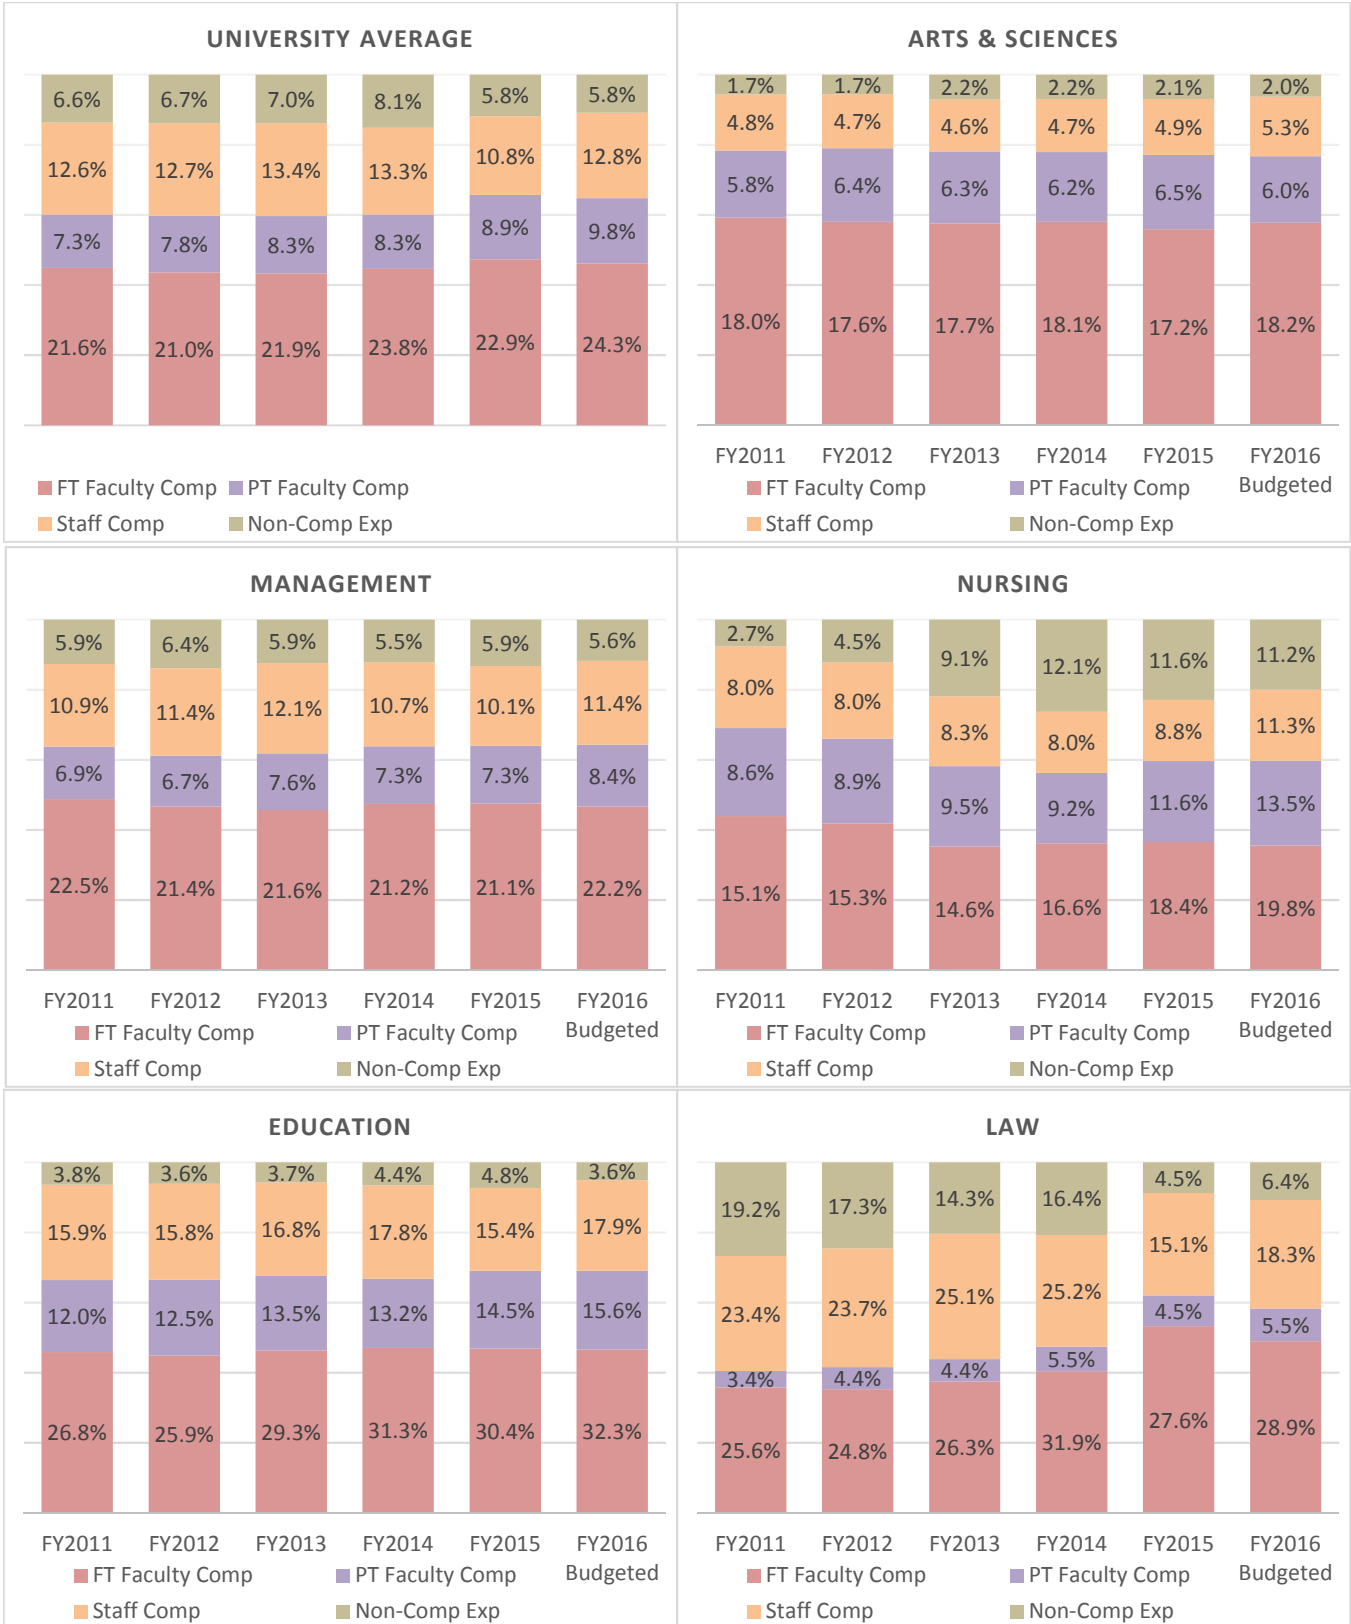 UNIVERSITY AVERAGE
6.6% 6.7% 7.0% 8.1% 5.8% 5.8%
12.6% 12.7% 13.4% 13.3% 10.8% 12.8%
7.3% 7.8% 8.3% 8.3% 8.9% 9.8%
21.6% 21.0% 21.9% 23.8% 22.9% 24.3%
FT Faculty Comp PT Faculty Comp
Staff Comp Non-Comp Exp
ARTS & SCIENCES
1.7% 1.7% 2.2% 2.2% 2.1% 2.0%
4.8% 4.7% 4.6% 4.7% 4.9% 5.3%
5.8% 6.4% 6.3% 6.2% 6.5% 6.0%
18.0% 17.6% 17.7% 18.1% 17.2% 18.2%
FY2011 FY2012 FY2013 FY2014 FY2015 FY2016
Budgeted
FT Faculty Comp PT Faculty Comp
Staff Comp Non-Comp Exp
MANAGEMENT
5.9% 6.4% 5.9% 5.5% 5.9% 5.6%
10.9% 11.4% 12.1% 10.7% 10.1% 11.4%
6.9% 6.7% 7.6% 7.3% 7.3% 8.4%
22.5% 21.4% 21.6% 21.2% 21.1% 22.2%
FY2011 FY2012 FY2013 FY2014 FY2015 FY2016
Budgeted
FT Faculty Comp PT Faculty Comp
Staff Comp Non-Comp Exp
NURSING
2.7% 4.5% 9.1% 12.1% 11.6% 11.2%
8.0% 8.0% 8.3% 8.0% 8.8% 11.3%
8.6% 8.9% 9.5% 9.2% 11.6% 13.5%
15.1% 15.3% 14.6% 16.6% 18.4% 19.8%
FY2011 FY2012 FY2013 FY2014 FY2015 FY2016
Budgeted
FT Faculty Comp PT Faculty Comp
Staff Comp Non-Comp Exp
EDUCATION
3.8% 3.6% 3.7% 4.4% 4.8% 3.6%
15.9% 15.8% 16.8% 17.8% 15.4% 17.9%
12.0% 12.5% 13.5% 13.2% 14.5% 15.6%
26.8% 25.9% 29.3% 31.3% 30.4% 32.3%
FY2011 FY2012 FY2013 FY2014 FY2015 FY2016
Budgeted
FT Faculty Comp PT Faculty Comp
Staff Comp Non-Comp Exp
LAW
19.2% 17.3% 14.3% 16.4% 4.5% 6.4%
23.4% 23.7% 25.1% 25.2% 15.1% 18.3%
3.4% 4.4% 4.4% 5.5% 4.5% 5.5%
25.6% 24.8% 26.3% 31.9% 27.6% 28.9%
FY2011 FY2012 FY2013 FY2014 FY2015 FY2016
Budgeted
FT Faculty Comp PT Faculty Comp
Staff Comp Non-Comp Exp